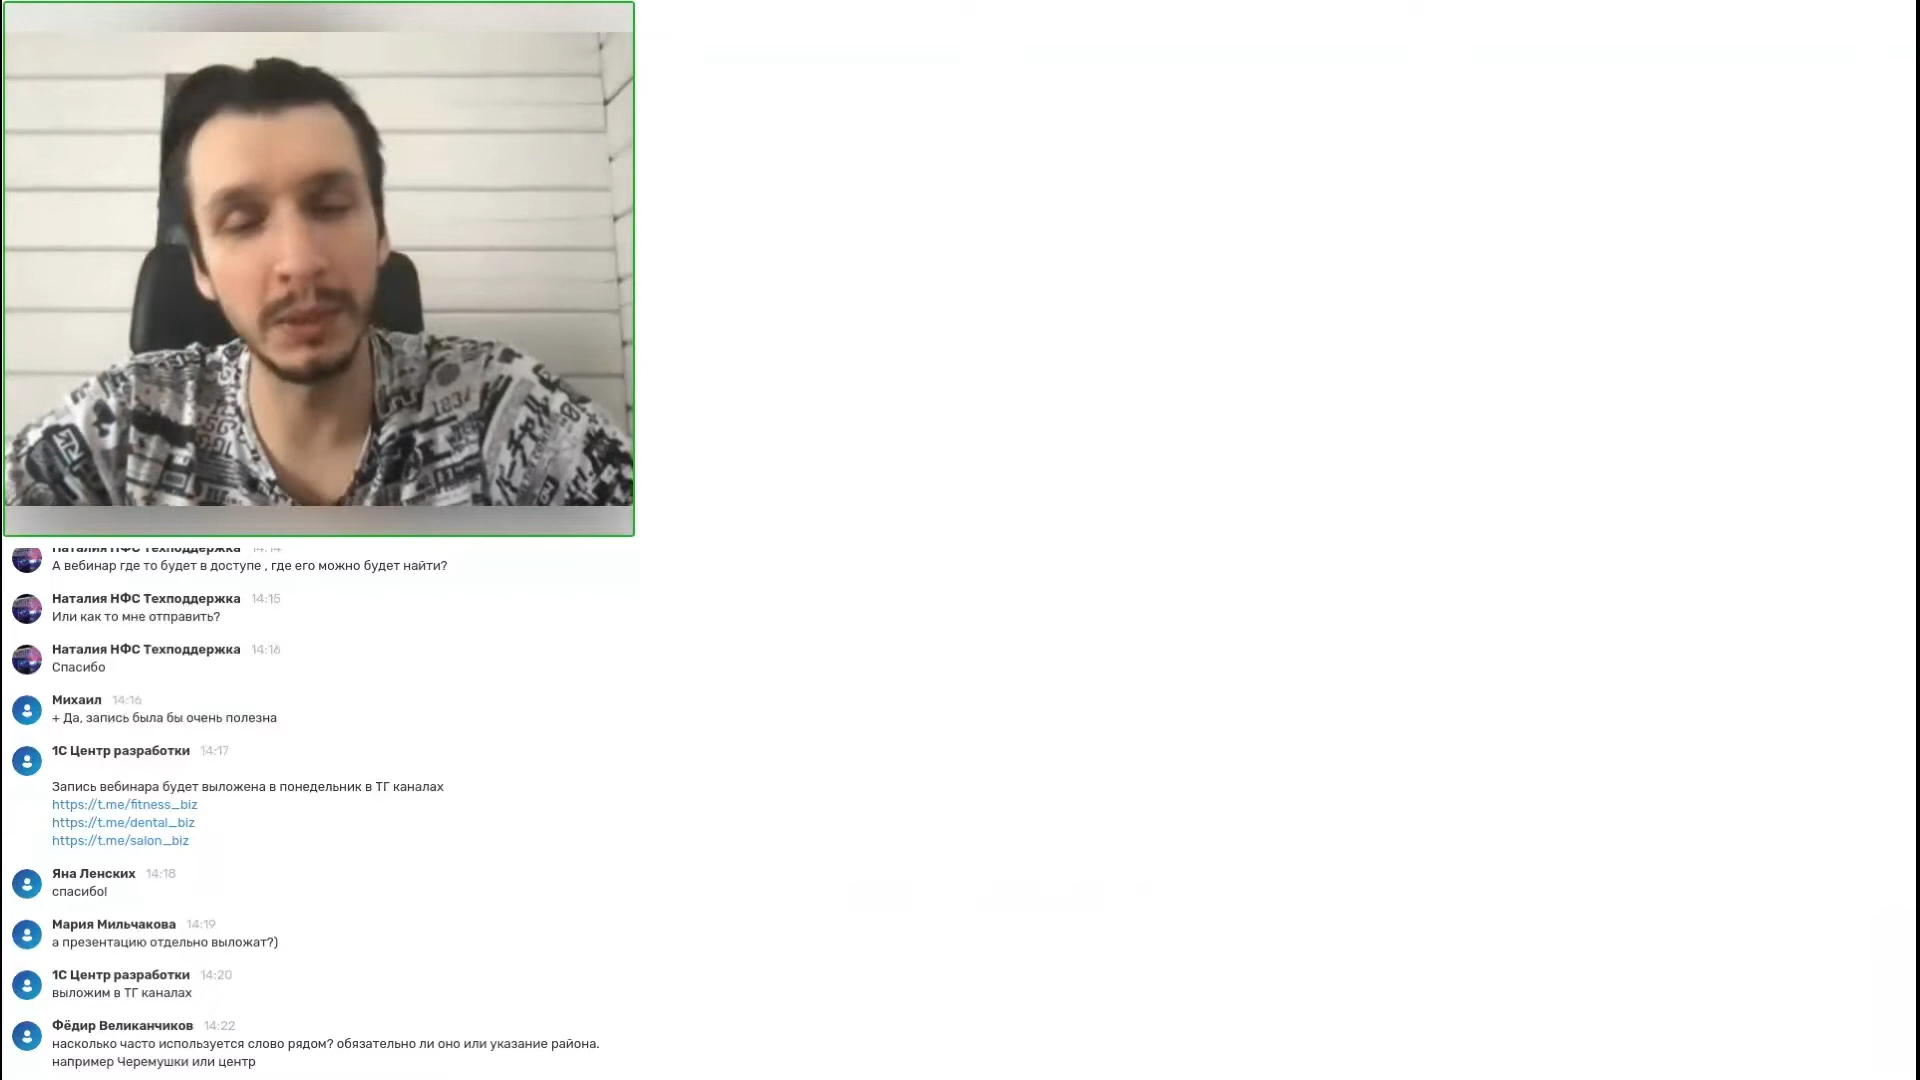 Наталия НФС Техподдержка 14:14
А вебинар где то будет в доступе , где его можно будет найти?
Наталия НФС Техподдержка 14:15
Или как то мне отправить?
Наталия НФС Техподдержка 14:16
Спасибо
Михаил 14:16
+ Да, запись была бы очень полезна
1С Центр разработки 14:17
Запись вебинара будет выложена в понедельник в ТГ каналах
https://t.me/fitness_biz
https://t.me/dental_biz
https://t.me/salon_biz
Яна Ленских 14:18
спасибо!
Мария Мильчакова 14:19
а презентацию отдельно выложат?)
1С Центр разработки 14:20
выложим в ТГ каналах
Фёдир Великанчиков 14:22
насколько часто используется слово рядом? обязательно ли оно или указание района.
например Черемушки или центр